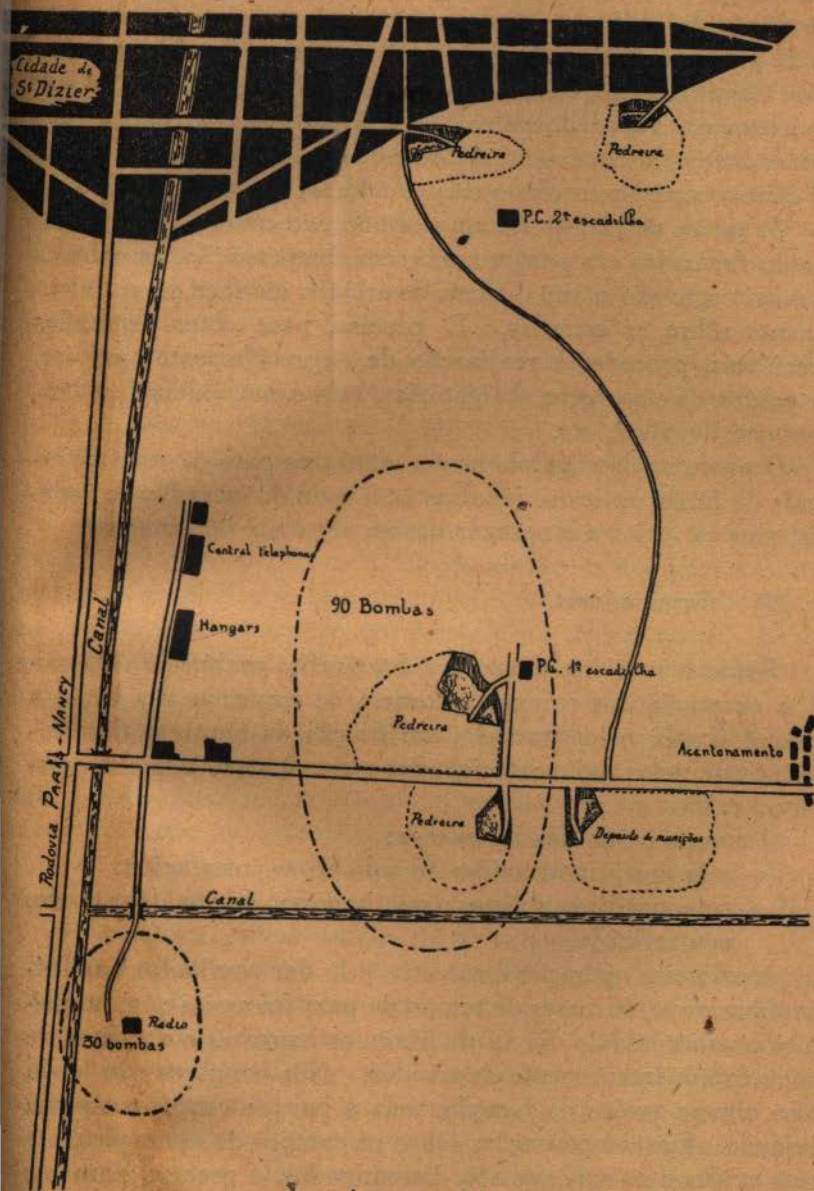 Cidade de
St Dizier
Pedreira
Pedreira
P.C. 2ª escadrilha
Central telephone
90 Bombas
Hangars
Canal
P.C. 1ª escadrilha
Pedreira
Acantonamento
Rodovia PARIS-NANCY
Pedreira
Deposito de munições
Canal
Radio
30 bombas